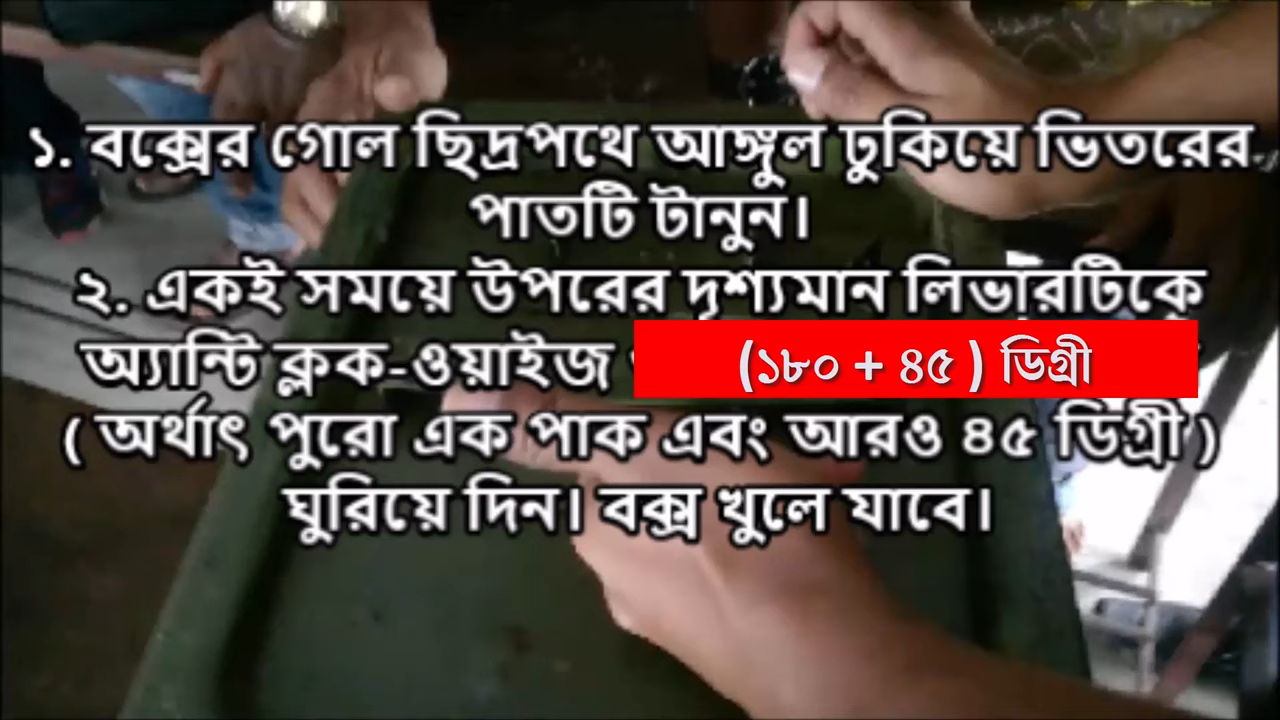 ১. বক্সের গোল ছিদ্রপথে আঙ্গুল ঢুকিয়ে ভিতরের
পাতটি টানুন।
২. একই সময়ে উপরের দৃশ্যমান লিভারটিকে
অ্যান্টি ক্লক-ওয়াইজ (১৮০ + ৪৫ ) ডিগ্রী
( অর্থাৎ পুরো এক পাক এবং আরও ৪৫ ডিগ্রী )
ঘুরিয়ে দিন। বক্স খুলে যাবে।